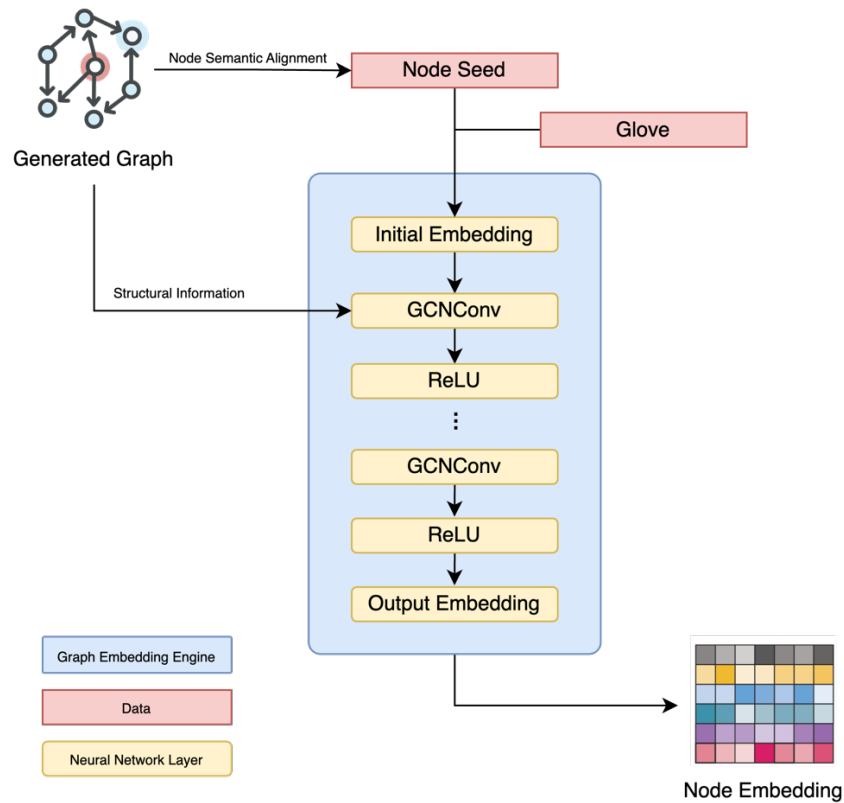 Node Semantic Alignment
Node Seed
Glove
Generated Graph
Initial Embedding
Structural Information
GCNConv
ReLU
⋮
GCNConv
ReLU
Output Embedding
Graph Embedding Engine
Data
Neural Network Layer
Node Embedding